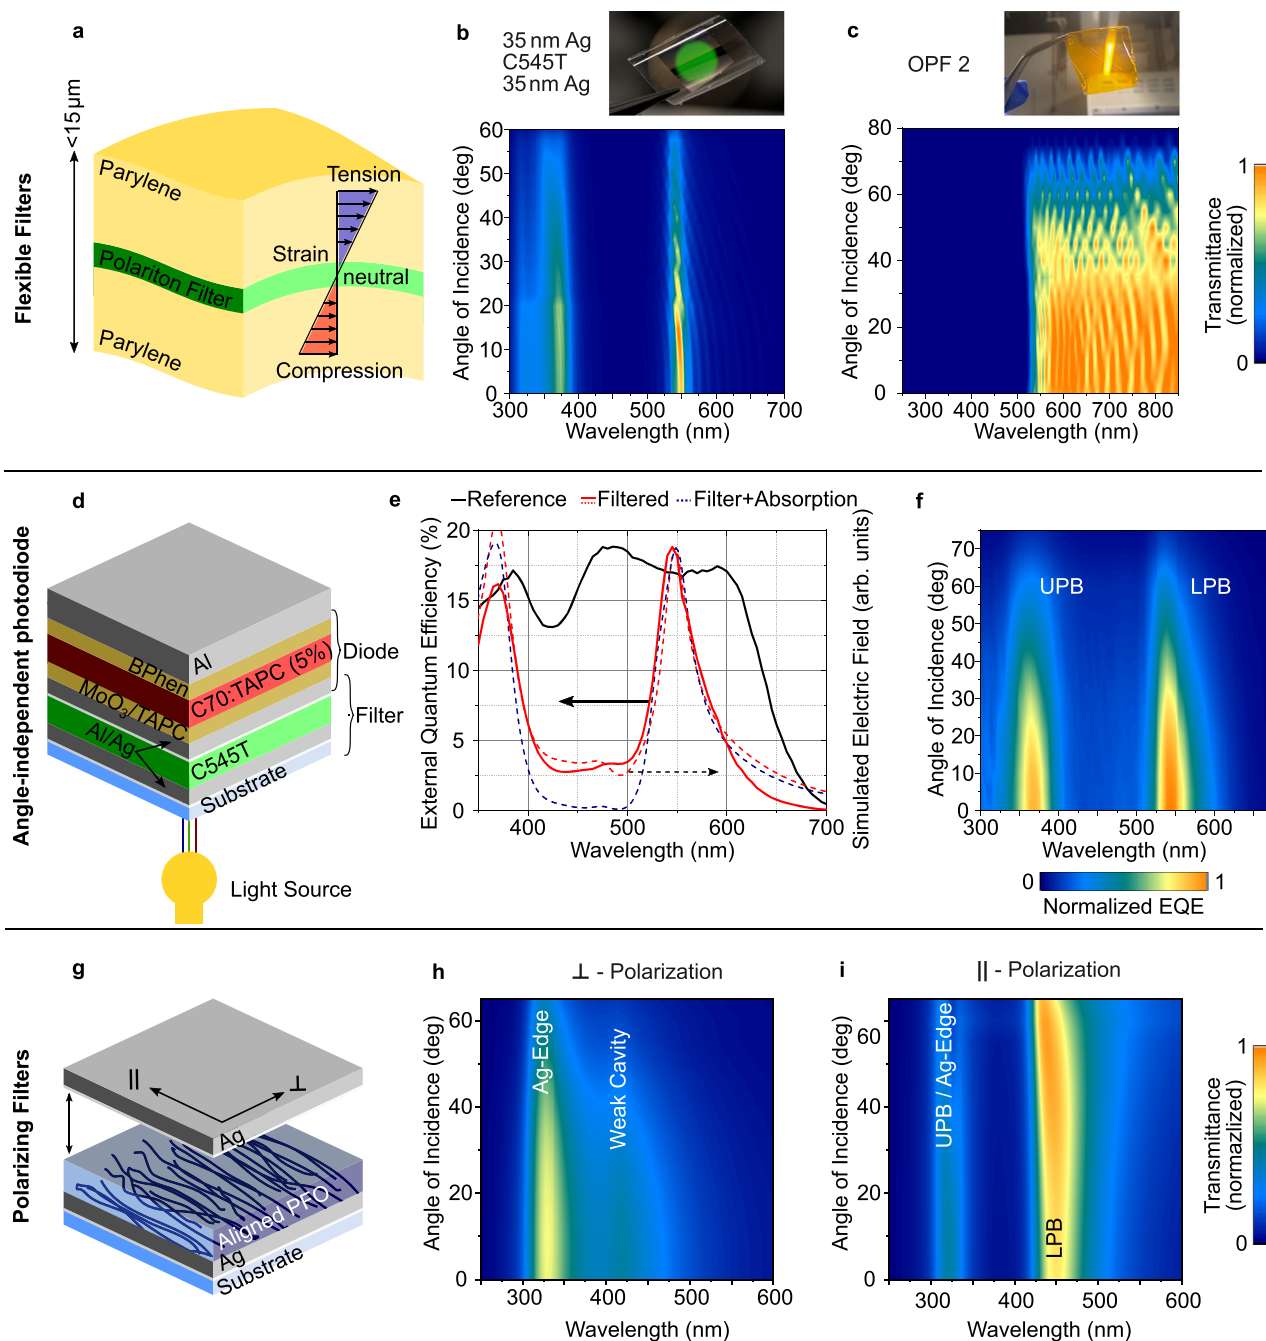 a
<15 µm
Parylene
Tension
Strain
Polariton Filter
neutral
Parylene
Compression
Flexible Filters
b
35 nm Ag
C545T
35 nm Ag
60
50
40
30
20
10
0
Angle of Incidence (deg)
300
400
500
600
700
Wavelength (nm)
c
OPF 2
80
60
40
20
0
Angle of Incidence (deg)
300
400
500
600
700
800
Wavelength (nm)
1
0
Transmittance
(normalized)
Angle-independent photodiode
d
Al
BPhen
C70:TAPC (5%)
MoO3/TAPC
Al/Ag
C545T
Substrate
Diode
Filter
Light Source
e
Reference
Filtered
Filter+Absorption
20
15
10
5
0
External Quantum Efficiency (%)
Simulated Elelctric Field (arb. units)
400
500
600
700
Wavelength (nm)
f
70
60
50
40
30
20
10
0
Angle of Incidence (deg)
UPB
LPB
300
400
500
600
Wavelength (nm)
0
1
Normalized EQE
Polarizing Filters
g
||
⊥
Ag
Aligned PFO
Ag
Substrate
h
⊥ - Polarization
60
40
20
0
Angle of Incidence (deg)
Ag-Edge
Weak Cavity
300
400
500
600
Wavelength (nm)
i
|| - Polarization
60
40
20
0
Angle of Incidence (deg)
UPB / Ag-Edge
LPB
300
400
500
600
Wavelength (nm)
1
0
Transmittance
(normazlized)